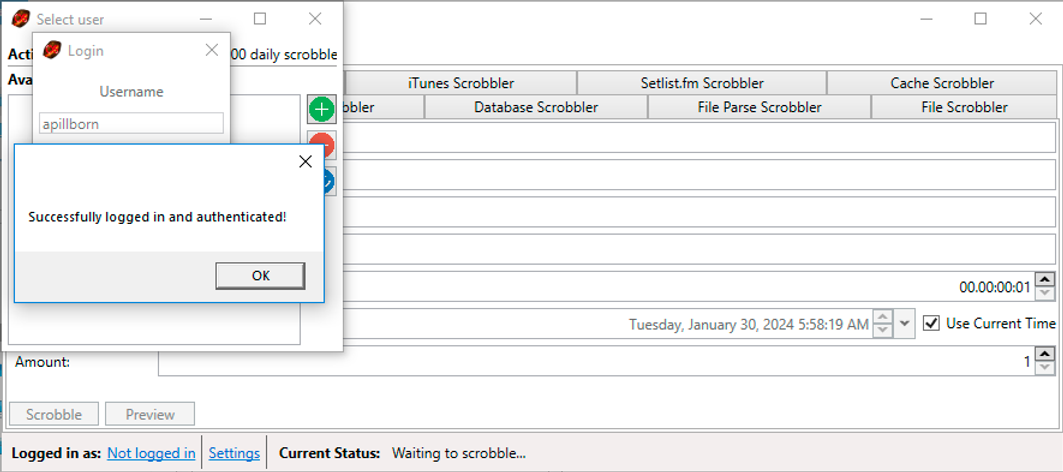 Select user
Login
Username
apillborn
Successfully logged in and authenticated!
OK
00 daily scrobble
iTunes Scrobbler
Setlist.fm Scrobbler
Cache Scrobbler
Database Scrobbler
File Parse Scrobbler
File Scrobbler
00.00:00:01
Tuesday, January 30, 2024 5:58:19 AM
Use Current Time
Amount:
1
Scrobble
Preview
Logged in as: Not logged in Settings Current Status: Waiting to scrobble...